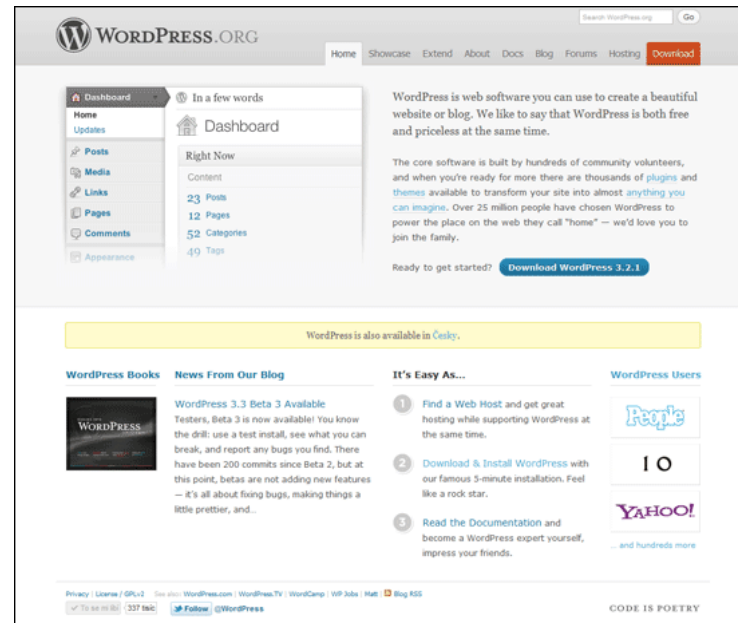 Search WordPress.org Go
WORDPRESS.ORG
Home Showcase Extend About Docs Blog Forums Hosting Download
Dashboard
Home
Updates
Posts
Media
Links
Pages
Comments
Appearance
In a few words
Dashboard
Right Now
Content
23 Posts
12 Pages
52 Categories
49 Tags
WordPress is web software you can use to create a beautiful
website or blog. We like to say that WordPress is both free
and priceless at the same time.
The core software is built by hundreds of community volunteers,
and when you're ready for more there are thousands of plugins and
themes available to transform your site into almost anything you
can imagine. Over 25 million people have chosen WordPress to
power the place on the web they call "home" — we'd love you to
join the family.
Ready to get started? Download WordPress 3.2.1
WordPress is also available in Česky.
WordPress Books
WORDPRESS
News From Our Blog
WordPress 3.3 Beta 3 Available
Testers, Beta 3 is now available! You know
the drill: use a test install, see what you can
break, and report any bugs you find. There
have been 200 commits since Beta 2, but at
this point, betas are not adding new features
— it's all about fixing bugs, making things a
little prettier, and…
It's Easy As...
1 Find a Web Host and get great
hosting while supporting WordPress at
the same time.
2 Download & Install WordPress with
our famous 5-minute installation. Feel
like a rock star.
3 Read the Documentation and
become a WordPress expert yourself,
impress your friends.
WordPress Users
People
10
YAHOO!
... and hundreds more
Privacy | License / GPLv2 See also: WordPress.com | WordPress.TV | WordCamp | WP Jobs | Matt | Blog RSS
To se mi líbí 337 tisíc Follow @WordPress
CODE IS POETRY